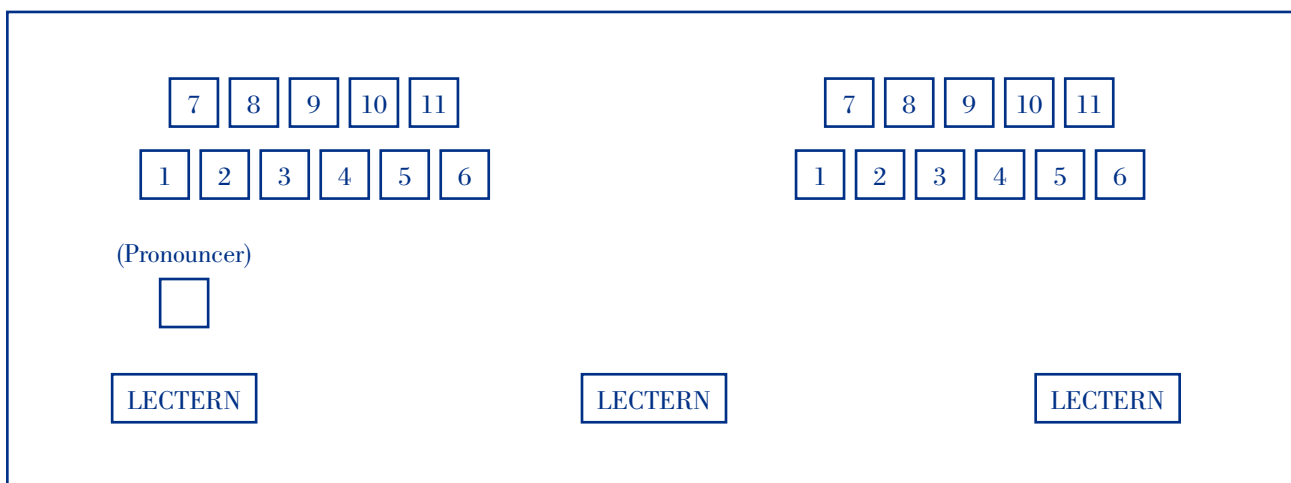 7 8 9 10 11 7 8 9 10 11
1 2 3 4 5 6 1 2 3 4 5 6
(Pronouncer)
LECTERN LECTERN LECTERN